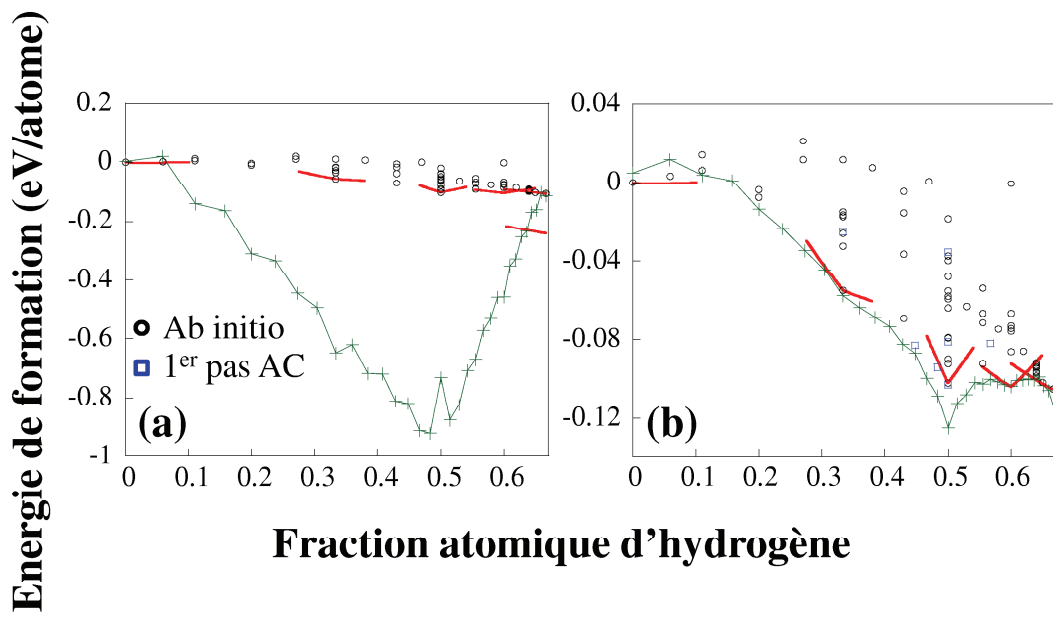 Energie de formation (eV/atome)
0.2
0
-0.2
-0.4
-0.6
-0.8
-1
Ab initio
1er pas AC
(a)
0 0.1 0.2 0.3 0.4 0.5 0.6
0.04
0
-0.04
-0.08
-0.12
(b)
0 0.1 0.2 0.3 0.4 0.5 0.6
Fraction atomique d’hydrogène